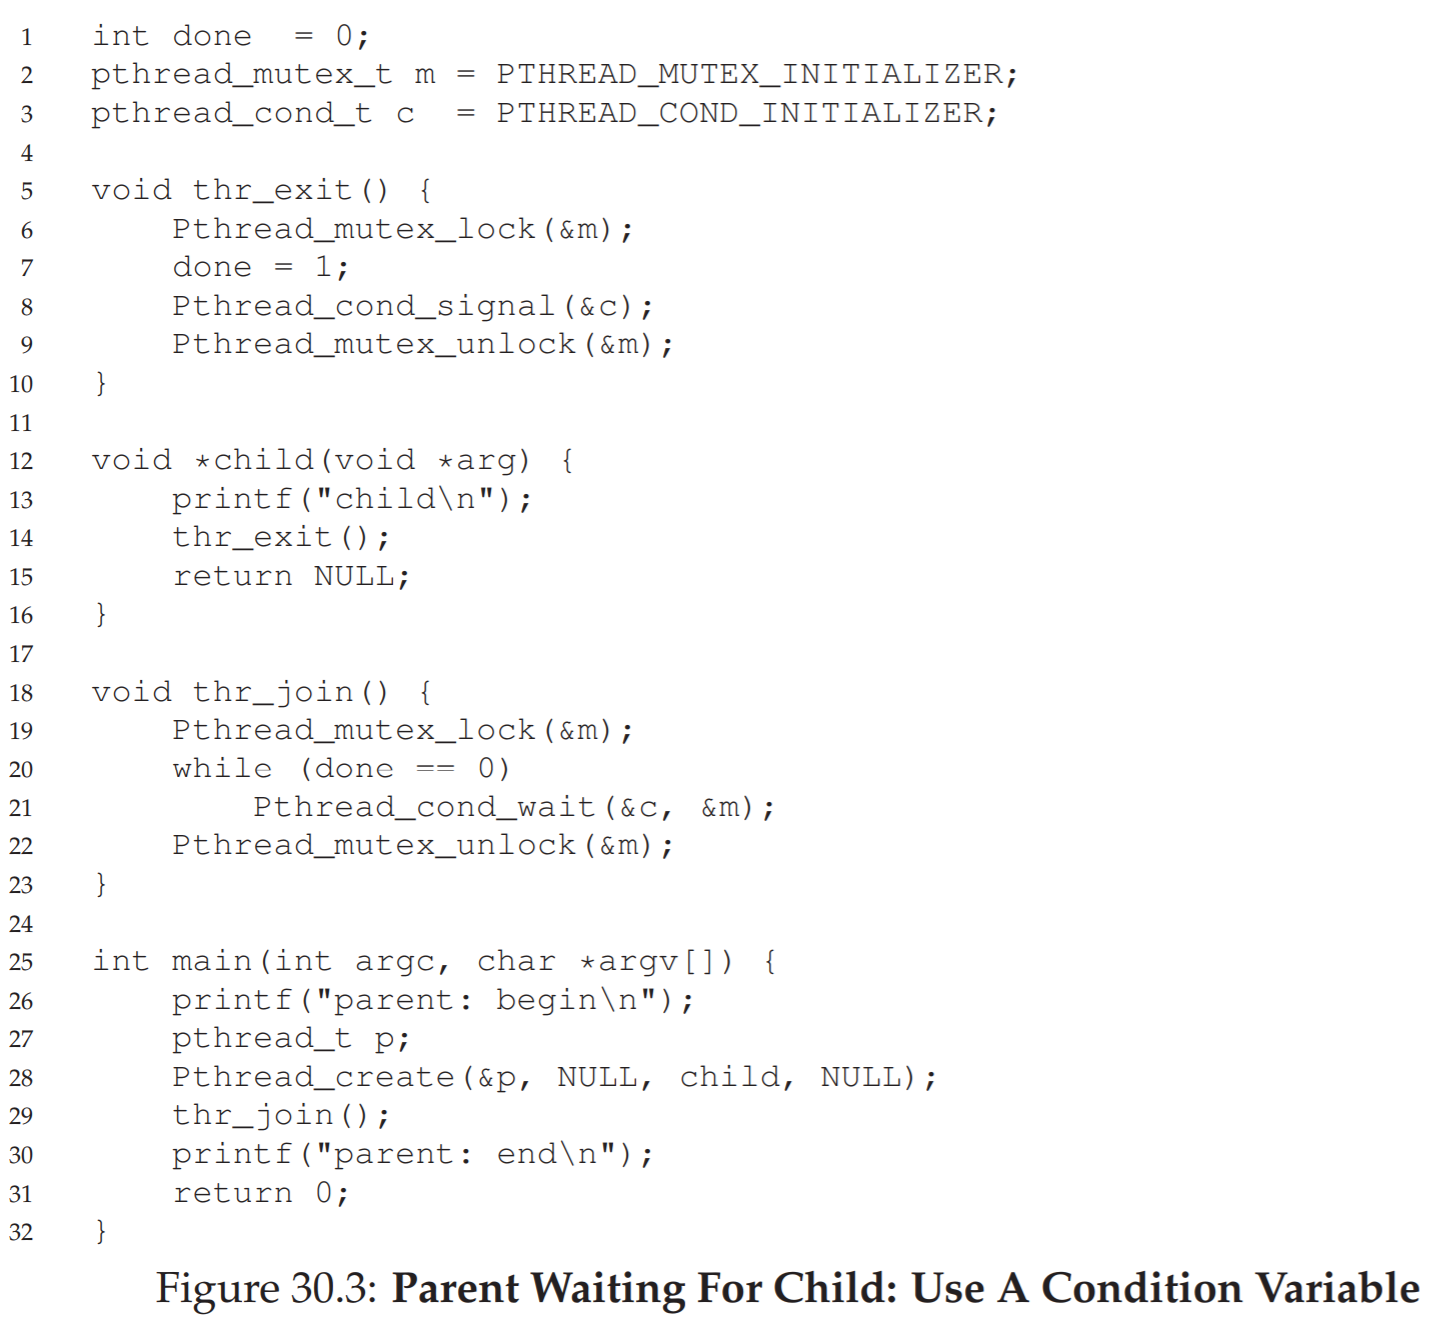 1 int done  = 0;
2 pthread_mutex_t m = PTHREAD_MUTEX_INITIALIZER;
3 pthread_cond_t c  = PTHREAD_COND_INITIALIZER;
4
5 void thr_exit() {
6     Pthread_mutex_lock(&m);
7     done = 1;
8     Pthread_cond_signal(&c);
9     Pthread_mutex_unlock(&m);
10 }
11
12 void *child(void *arg) {
13     printf("child\n");
14     thr_exit();
15     return NULL;
16 }
17
18 void thr_join() {
19     Pthread_mutex_lock(&m);
20     while (done == 0)
21         Pthread_cond_wait(&c, &m);
22     Pthread_mutex_unlock(&m);
23 }
24
25 int main(int argc, char *argv[]) {
26     printf("parent: begin\n");
27     pthread_t p;
28     Pthread_create(&p, NULL, child, NULL);
29     thr_join();
30     printf("parent: end\n");
31     return 0;
32 }
Figure 30.3: Parent Waiting For Child: Use A Condition Variable